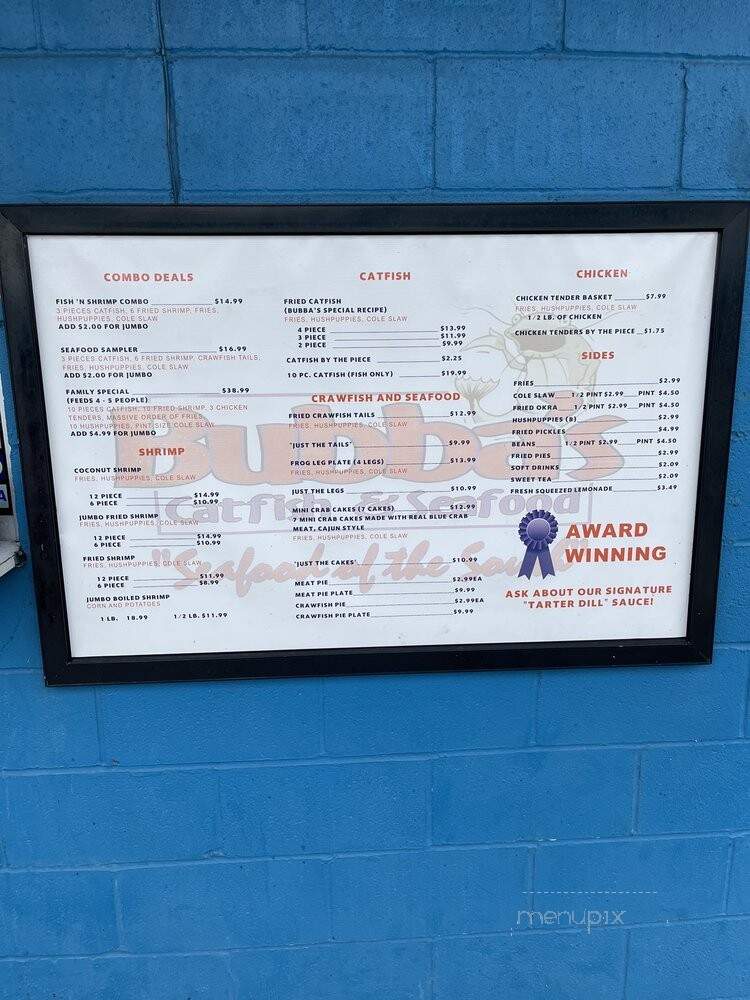 COMBO DEALS
FISH 'N SHRIMP COMBO $14.99
3 PIECES CATFISH, 6 FRIED SHRIMP, FRIES,
HUSHPUPPIES, COLE SLAW
ADD $2.00 FOR JUMBO
SEAFOOD SAMPLER $16.99
3 PIECES CATFISH, 6 FRIED SHRIMP, CRAWFISH TAILS,
FRIES, HUSHPUPPIES, COLE SLAW
ADD $2.00 FOR JUMBO
FAMILY SPECIAL $38.99
(FEEDS 4 - 5 PEOPLE)
10 PIECES CATFISH, 10 FRIED SHRIMP, 3 CHICKEN
TENDERS, MASSIVE ORDER OF FRIES,
10 HUSHPUPPIES, PINT SIZE COLE SLAW
ADD $4.99 FOR JUMBO
SHRIMP
COCONUT SHRIMP
FRIES, HUSHPUPPIES, COLE SLAW
12 PIECE $14.99
6 PIECE $10.99
JUMBO FRIED SHRIMP
FRIES, HUSHPUPPIES, COLE SLAW
12 PIECE $14.99
6 PIECE $10.99
FRIED SHRIMP
FRIES, HUSHPUPPIES, COLE SLAW
12 PIECE $11.99
6 PIECE $8.99
JUMBO BOILED SHRIMP
CORN AND POTATOES
1 LB. 18.99 1/2 LB. $11.99
CATFISH
FRIED CATFISH
(BUBBA'S SPECIAL RECIPE)
FRIES, HUSHPUPPIES, COLE SLAW
4 PIECE $13.99
3 PIECE $11.99
2 PIECE $9.99
CATFISH BY THE PIECE $2.25
10 PC. CATFISH (FISH ONLY) $19.99
CRAWFISH AND SEAFOOD
FRIED CRAWFISH TAILS $12.99
FRIES, HUSHPUPPIES, COLE SLAW
"JUST THE TAILS" $9.99
FROG LEG PLATE (4 LEGS) $13.99
FRIES, HUSHPUPPIES, COLE SLAW
JUST THE LEGS $10.99
MINI CRAB CAKES (7 CAKES) $12.99
7 MINI CRAB CAKES MADE WITH REAL BLUE CRAB
MEAT, CAJUN STYLE
FRIES, HUSHPUPPIES, COLE SLAW
"JUST THE CAKES" $10.99
MEAT PIE $2.99EA
MEAT PIE PLATE $9.99
CRAWFISH PIE $2.99EA
CRAWFISH PIE PLATE $9.99
CHICKEN
CHICKEN TENDER BASKET $7.99
FRIES, HUSHPUPPIES, COLE SLAW
1/2 LB. OF CHICKEN
CHICKEN TENDERS BY THE PIECE $1.75
SIDES
FRIES $2.99
COLE SLAW 1/2 PINT $2.99 PINT $4.50
FRIED OKRA 1/2 PINT $2.99 PINT $4.50
HUSHPUPPIES (8) $2.99
FRIED PICKLES $4.99
BEANS 1/2 PINT $2.99 PINT $4.50
FRIED PIES $2.99
SOFT DRINKS $2.09
SWEET TEA $2.09
FRESH SQUEEZED LEMONADE $3.49
AWARD
WINNING
ASK ABOUT OUR SIGNATURE
"TARTER DILL" SAUCE!
Bubba's
Catfish & Seafood
"Seafood of the South"
menupix